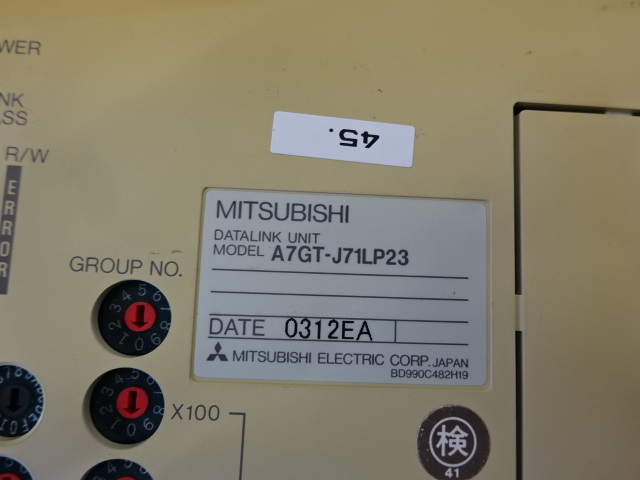 WER
NK
ASS
R/W
ERROR
45.
MITSUBISHI
DATALINK UNIT
MODEL A7GT-J71LP23
GROUP NO.
DATE 0312EA
MITSUBISHI ELECTRIC CORP. JAPAN
BD990C482H19
X100
検
41